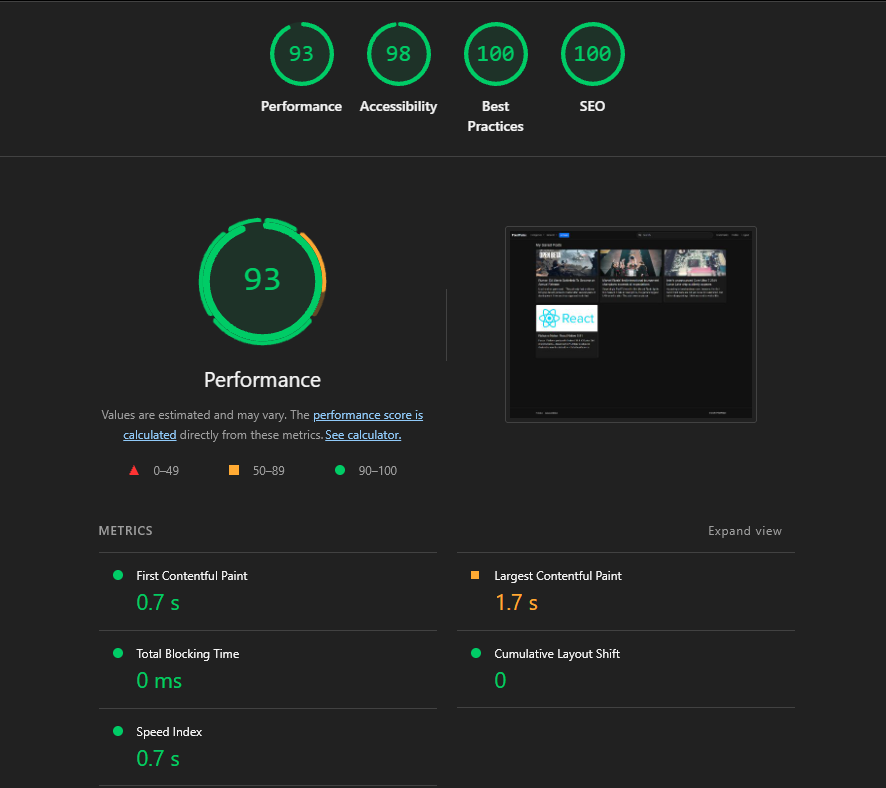 93
98
100
100
Performance
Accessibility
Best
Practices
SEO
93
Performance
Values are estimated and may vary. The performance score is
calculated directly from these metrics. See calculator.
0–49
50–89
90–100
React
METRICS
Expand view
First Contentful Paint
0.7 s
Largest Contentful Paint
1.7 s
Total Blocking Time
0 ms
Cumulative Layout Shift
0
Speed Index
0.7 s